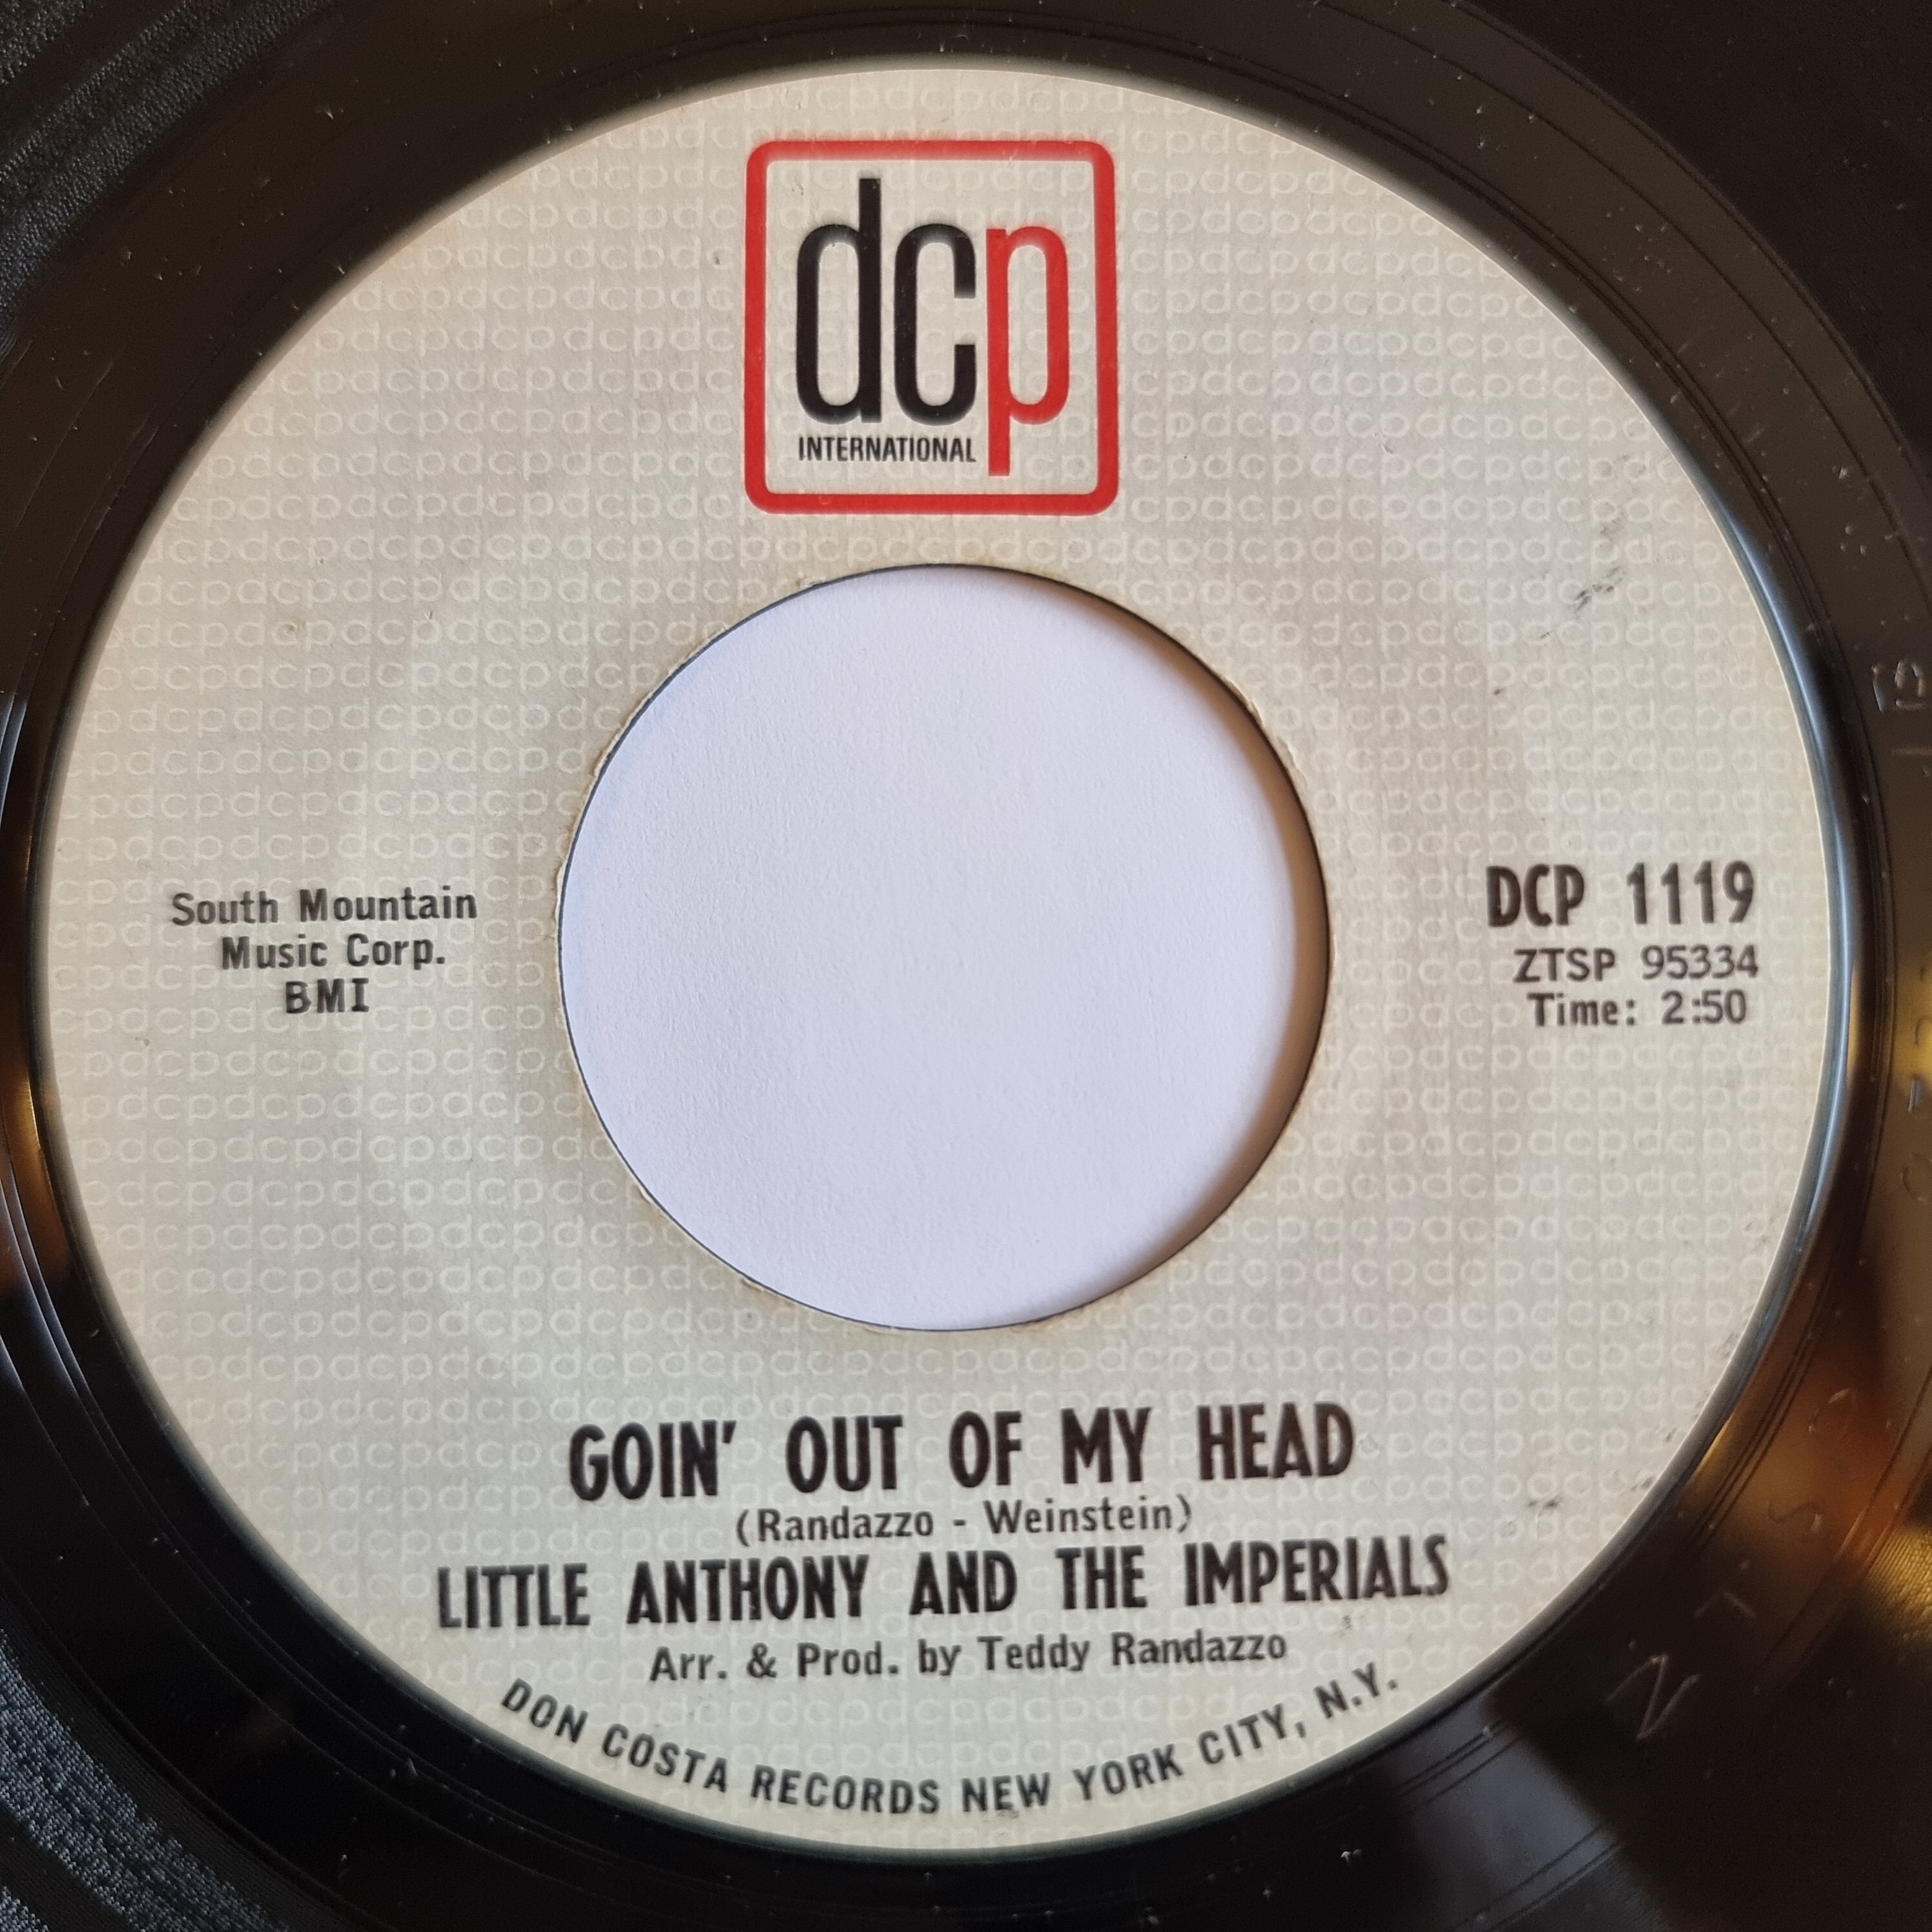 dcp
INTERNATIONAL
South Mountain
Music Corp.
BMI
DCP 1119
ZTSP 95334
Time: 2:50
GOIN' OUT OF MY HEAD
(Randazzo - Weinstein)
LITTLE ANTHONY AND THE IMPERIALS
Arr. & Prod. by Teddy Randazzo
DON COSTA RECORDS NEW YORK CITY, N.Y.